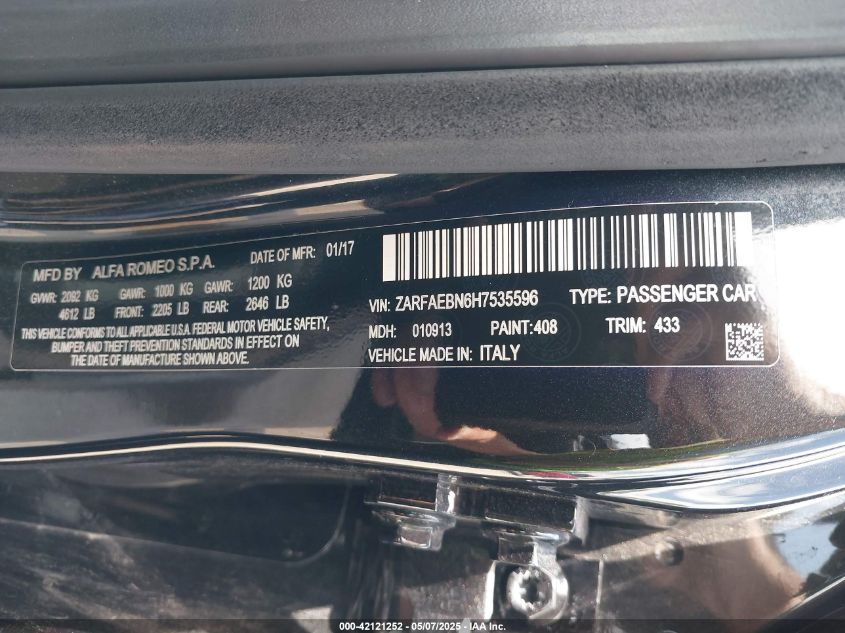 MFD BY ALFA ROMEO S.P.A. DATE OF MFR: 01/17
GVWR: 2092 KG GAWR: 1000 KG GAWR: 1200 KG
4612 LB FRONT: 2205 LB REAR: 2646 LB
THIS VEHICLE CONFORMS TO ALL APPLICABLE U.S.A. FEDERAL MOTOR VEHICLE SAFETY,
BUMPER AND THEFT PREVENTION STANDARDS IN EFFECT ON
THE DATE OF MANUFACTURE SHOWN ABOVE.
VIN: ZARFAEBN6H7535596 TYPE: PASSENGER CAR
MDH: 010913 PAINT: 408 TRIM: 433
VEHICLE MADE IN: ITALY
000-42121252 - 05/07/2025 - IAA Inc.